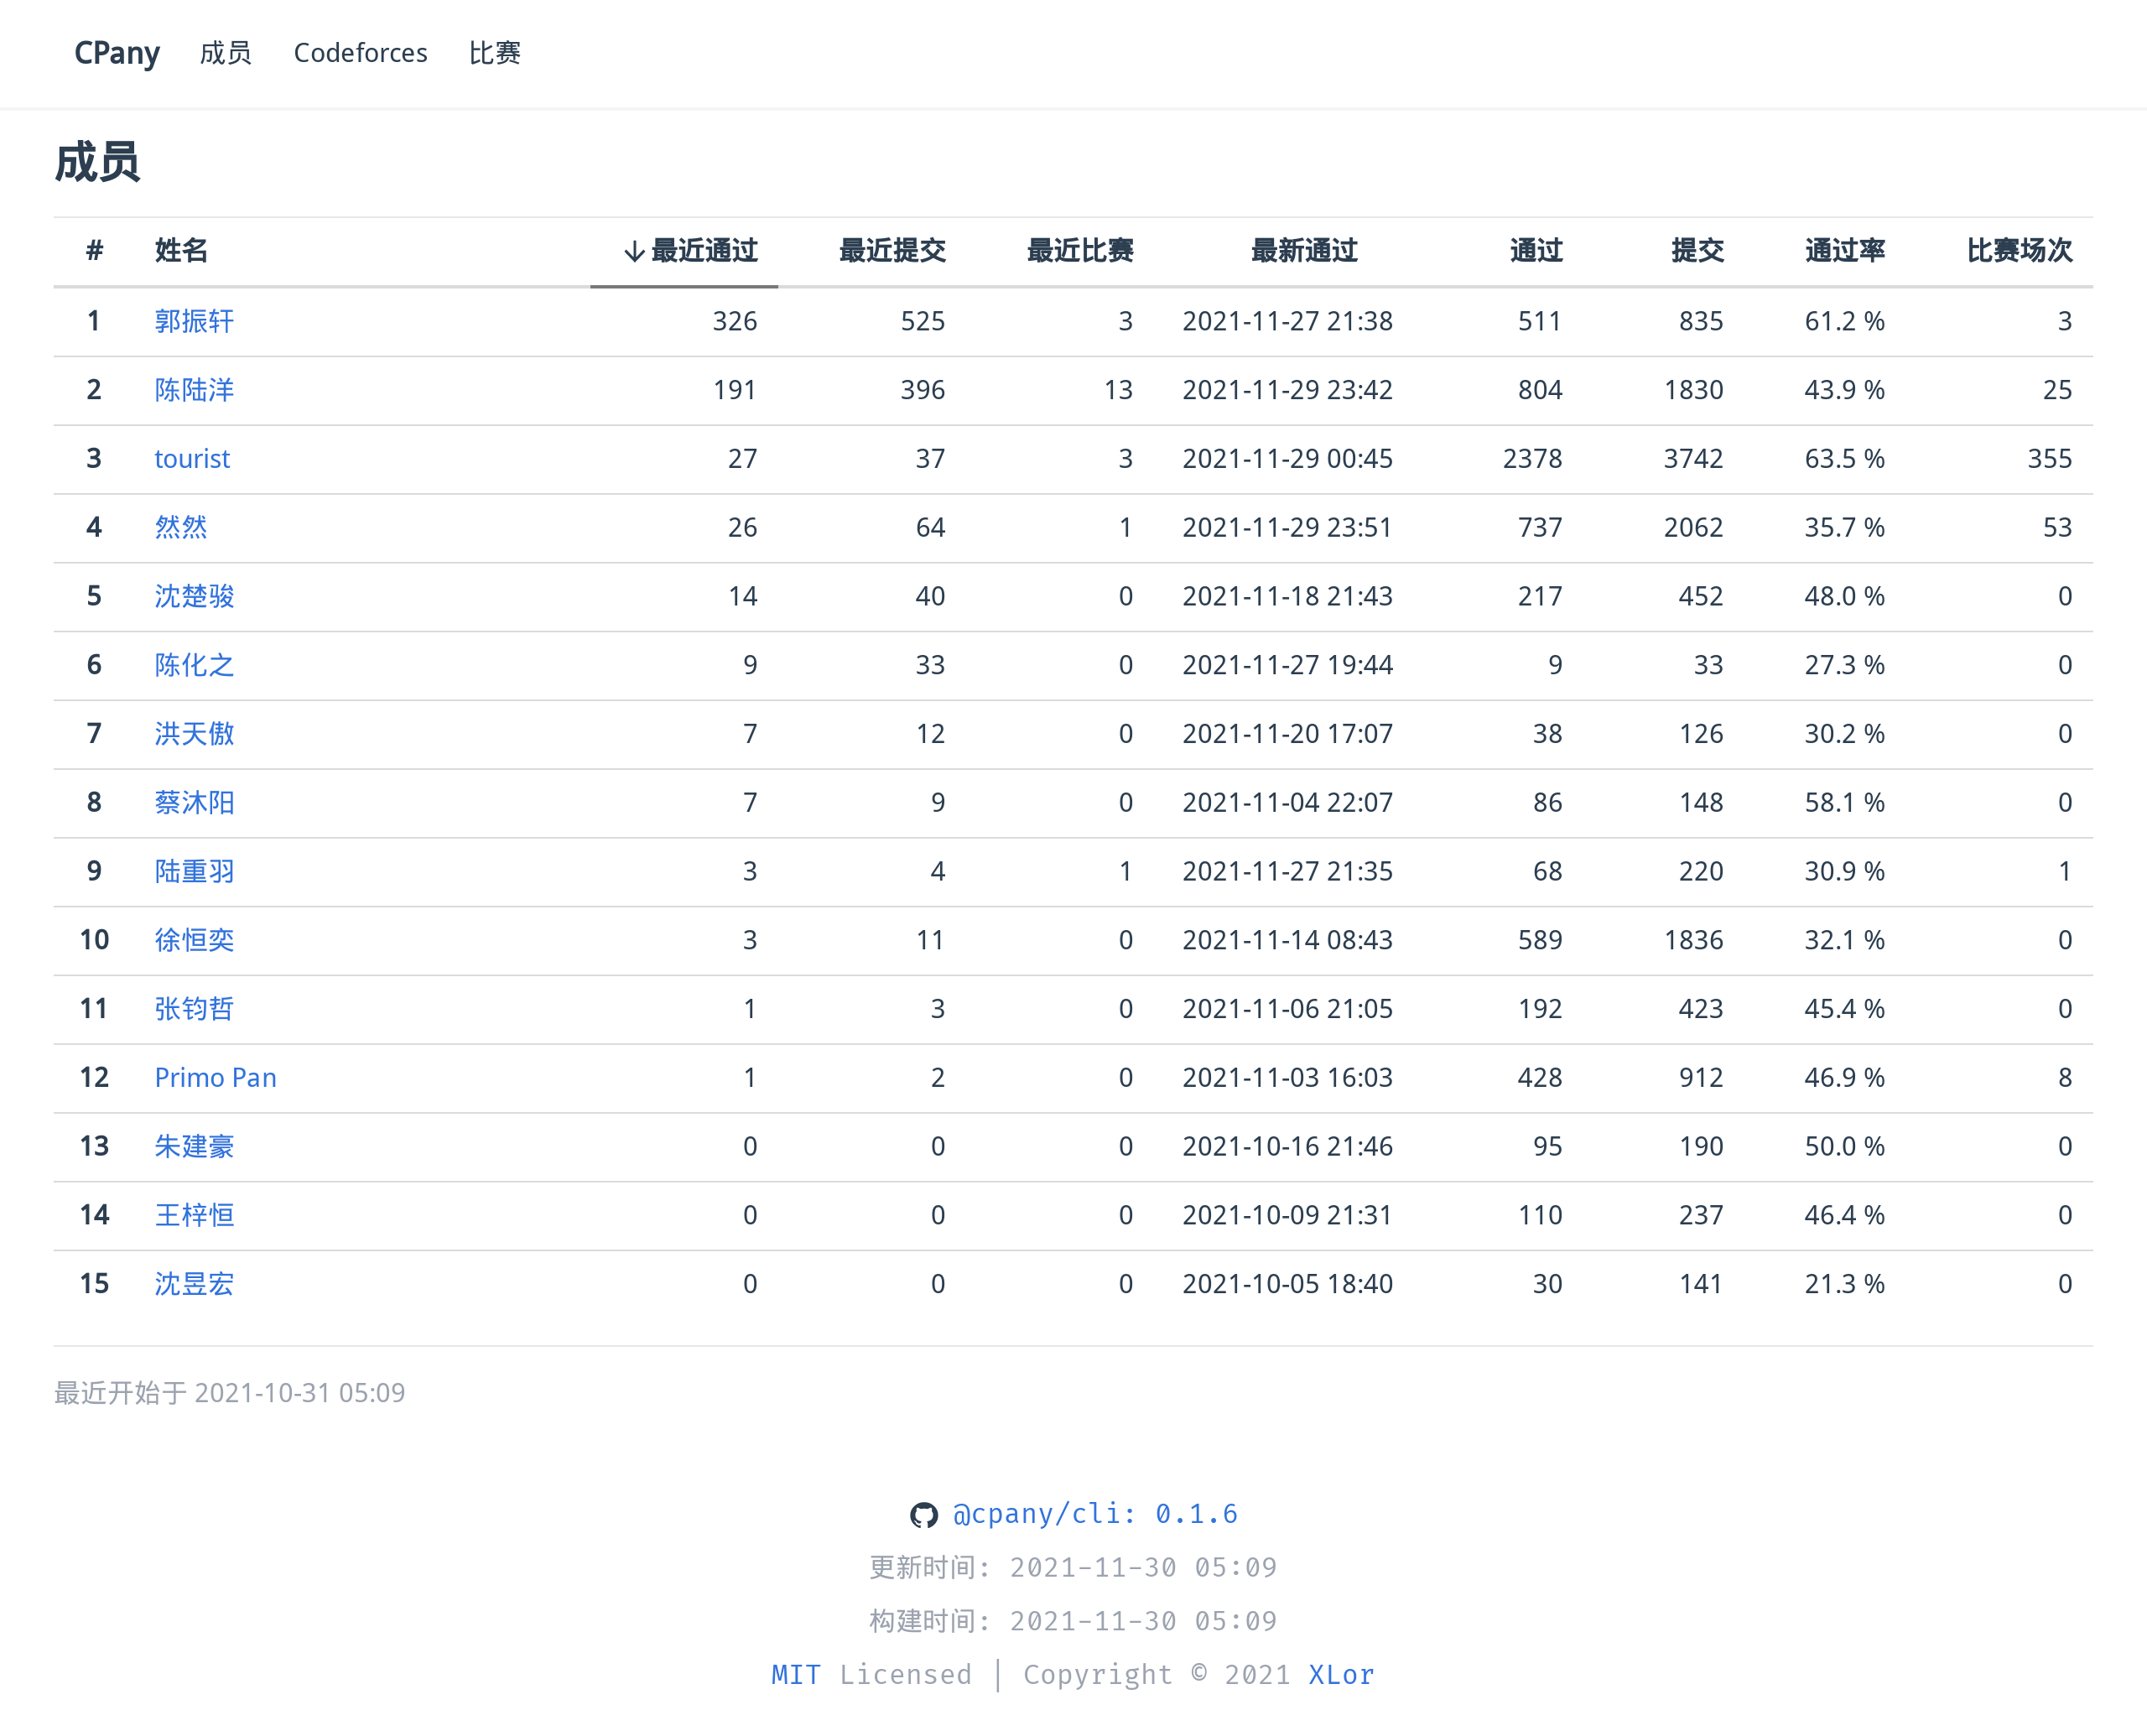 CPany 成员 Codeforces 比赛
成员
# 姓名 ↓最近通过 最近提交 最近比赛 最新通过 通过 提交 通过率 比赛场次
1 郭振轩 326 525 3 2021-11-27 21:38 511 835 61.2 % 3
2 陈陆洋 191 396 13 2021-11-29 23:42 804 1830 43.9 % 25
3 tourist 27 37 3 2021-11-29 00:45 2378 3742 63.5 % 355
4 然然 26 64 1 2021-11-29 23:51 737 2062 35.7 % 53
5 沈楚骏 14 40 0 2021-11-18 21:43 217 452 48.0 % 0
6 陈化之 9 33 0 2021-11-27 19:44 9 33 27.3 % 0
7 洪天傲 7 12 0 2021-11-20 17:07 38 126 30.2 % 0
8 蔡沐阳 7 9 0 2021-11-04 22:07 86 148 58.1 % 0
9 陆重羽 3 4 1 2021-11-27 21:35 68 220 30.9 % 1
10 徐恒奕 3 11 0 2021-11-14 08:43 589 1836 32.1 % 0
11 张钧哲 1 3 0 2021-11-06 21:05 192 423 45.4 % 0
12 Primo Pan 1 2 0 2021-11-03 16:03 428 912 46.9 % 8
13 朱建豪 0 0 0 2021-10-16 21:46 95 190 50.0 % 0
14 王梓恒 0 0 0 2021-10-09 21:31 110 237 46.4 % 0
15 沈昱宏 0 0 0 2021-10-05 18:40 30 141 21.3 % 0
最近开始于 2021-10-31 05:09
@cpany/cli: 0.1.6
更新时间: 2021-11-30 05:09
构建时间: 2021-11-30 05:09
MIT Licensed | Copyright © 2021 XLor